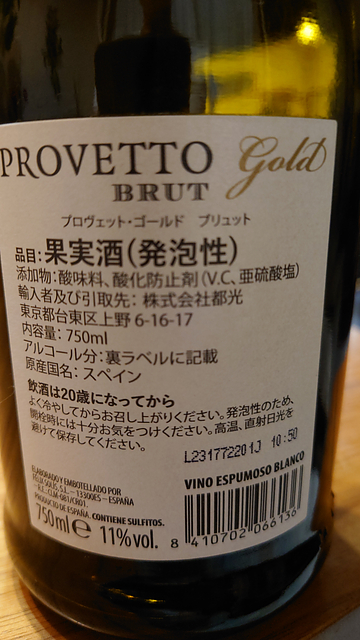 PROVETTO Gold
BRUT
プロヴェット・ゴールド ブリュット
品目：果実酒（発泡性）
添加物：酸味料、酸化防止剤（V.C、亜硫酸塩）
輸入者及び引取先：株式会社都光
東京都台東区上野 6-16-17
内容量：750ml
アルコール分：裏ラベルに記載
原産国名：スペイン
飲酒は20歳になってから
よく冷やしてからお召し上がりください。発泡性のため、
開栓時には十分お気をつけください。高温、直射日光を
避けて保存してください。
L231772201J 10:50
VINO ESPUMOSO BLANCO
ELABORADO Y EMBOTELLADO POR
FELIX SOLIS, S.L. - 13300ES - ESPAÑA
R.E. CLM-081/CR01.
PRODUCTO DE ESPAÑA. CONTIENE SULFITOS.
750ml e 11%vol.
8 410702 066136